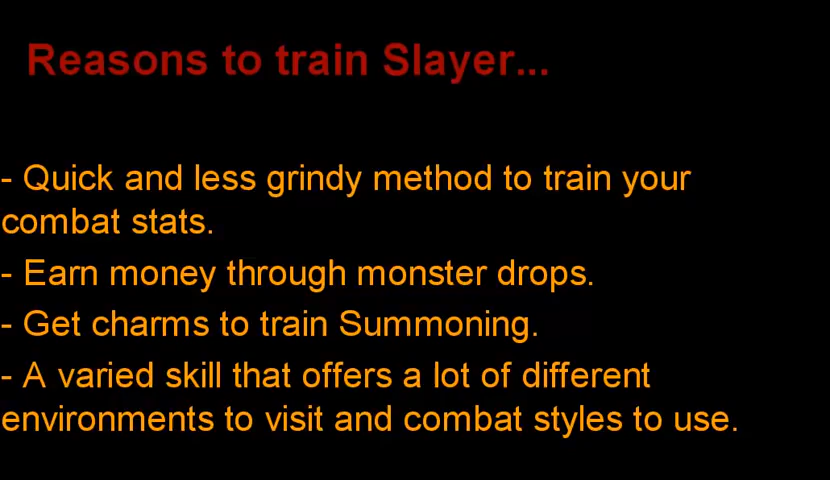 Reasons to train Slayer...
- Quick and less grindy method to train your
combat stats.
- Earn money through monster drops.
- Get charms to train Summoning.
- A varied skill that offers a lot of different
environments to visit and combat styles to use.